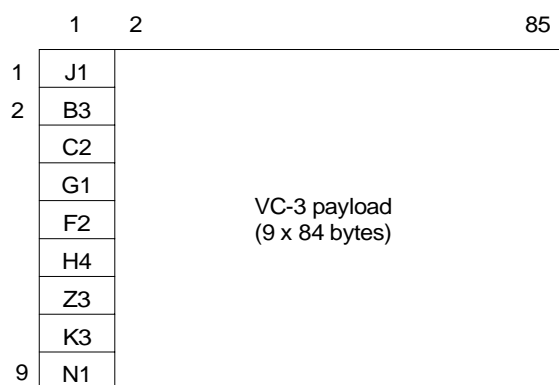 1 2 85
1 J1
2 B3
C2
G1
F2
H4
Z3
K3
9 N1
VC-3 payload
(9 x 84 bytes)